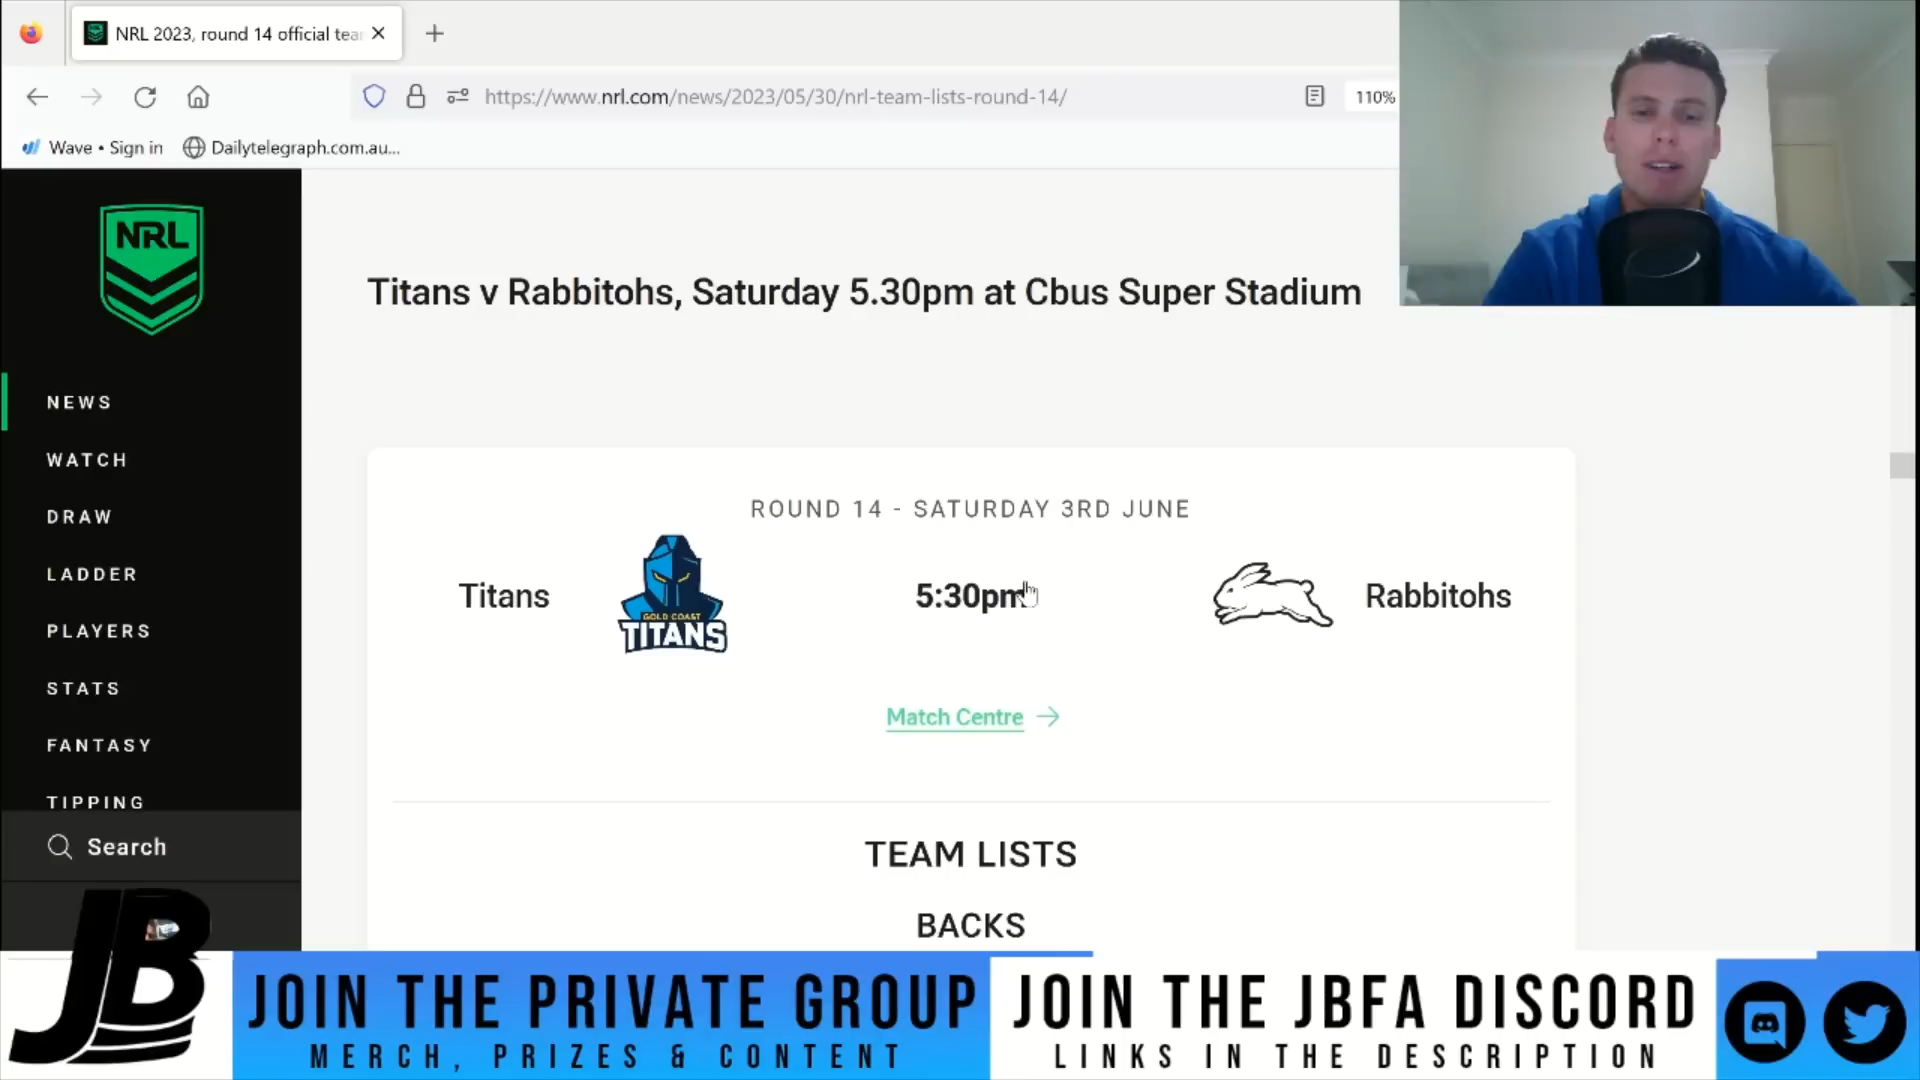 NRL 2023, round 14 official tea
https://www.nrl.com/news/2023/05/30/nrl-team-lists-round-14/
110%
Wave • Sign in
Dailytelegraph.com.au...
NRL
NEWS
WATCH
DRAW
LADDER
PLAYERS
STATS
FANTASY
TIPPING
Search
Titans v Rabbitohs, Saturday 5.30pm at Cbus Super Stadium
ROUND 14 - SATURDAY 3RD JUNE
Titans
GOLD COAST
TITANS
5:30pm
Rabbitohs
Match Centre
TEAM LISTS
BACKS
JB
JOIN THE PRIVATE GROUP
MERCH, PRIZES & CONTENT
JOIN THE JBFA DISCORD
LINKS IN THE DESCRIPTION